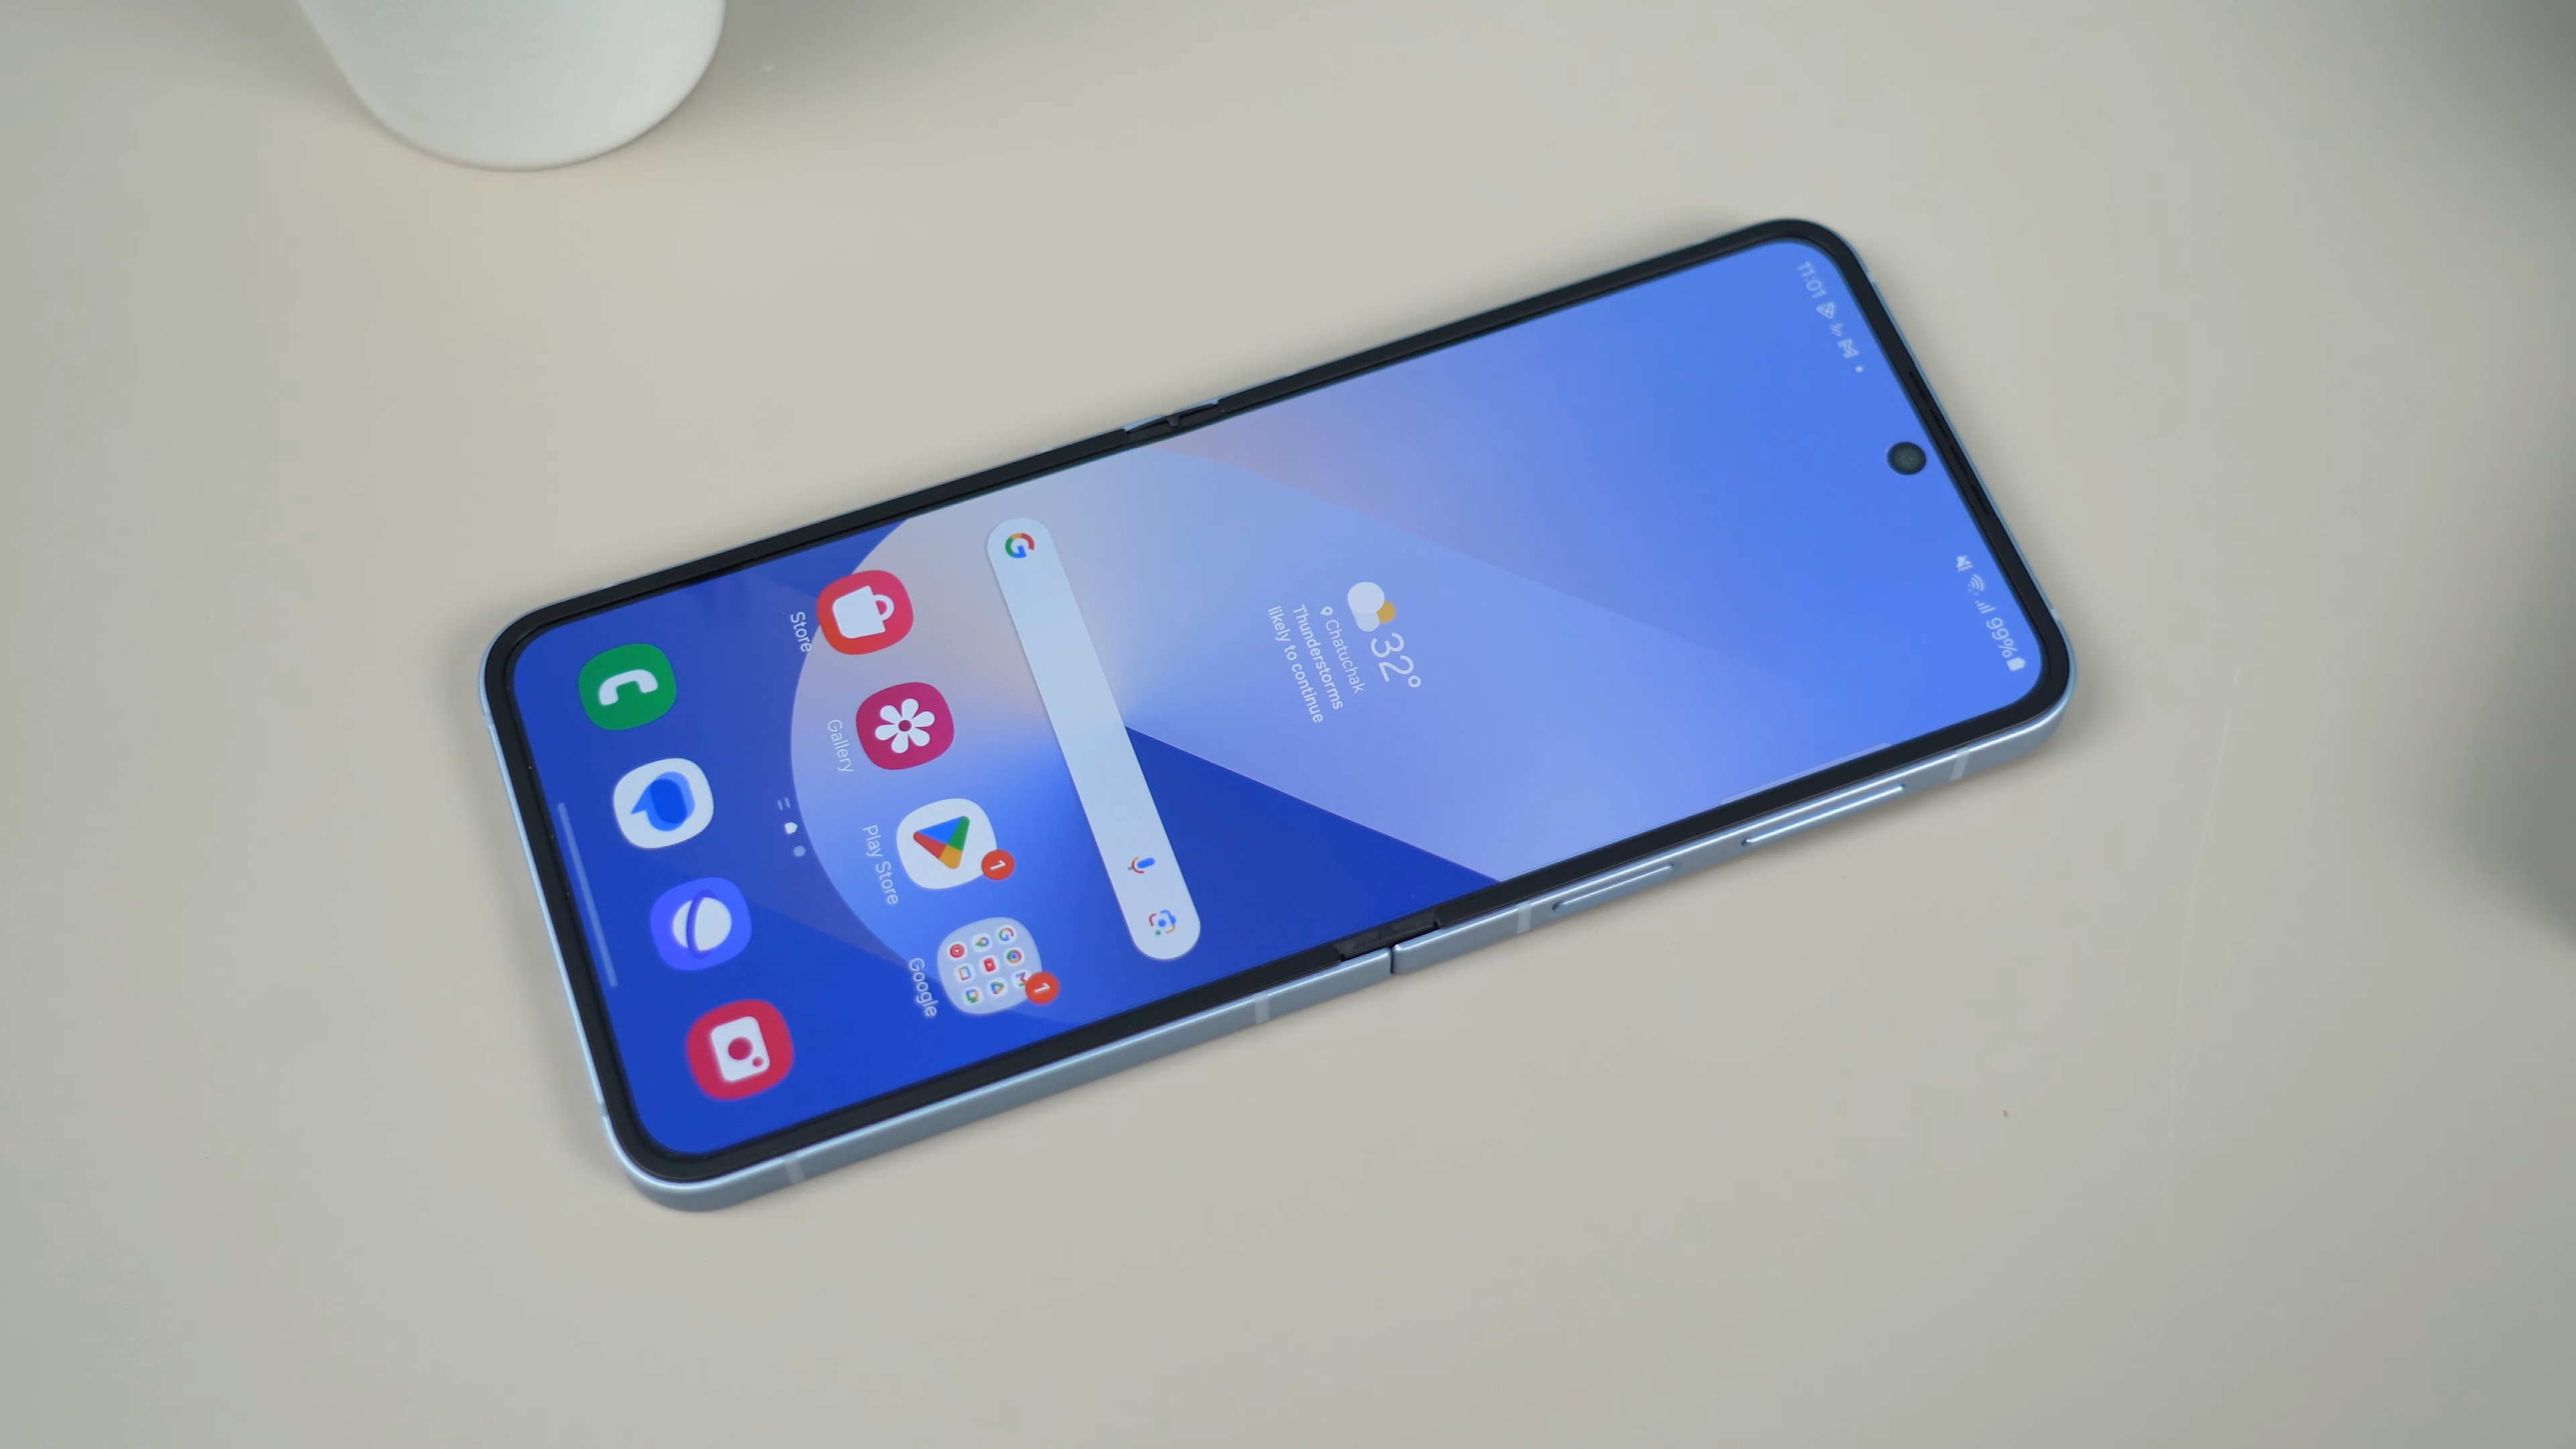 11:01
99%
32°
Chatuchak
Thunderstorms
likely to continue
G
Store
Gallery
Play Store
1
Google
1